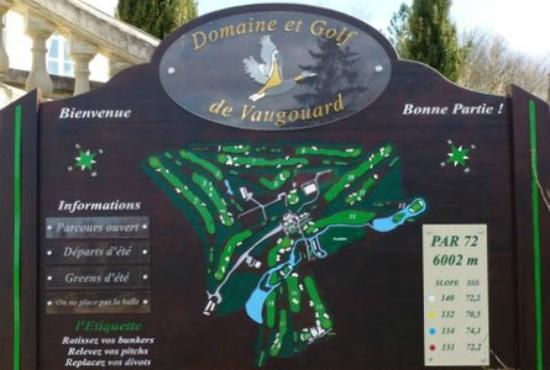 Domaine et Golf
de Vaugouard
Bienvenue
Bonne Partie !
Informations
Parcours ouvert
Départs d'été
Greens d'été
On ne place pas la balle
l'Etiquette
Ratissez vos bunkers
Relevez vos pitchs
Replacez vos divots
PAR 72
6002 m
SLOPE SSS
140 72,2
132 70,5
134 74,1
131 72,2